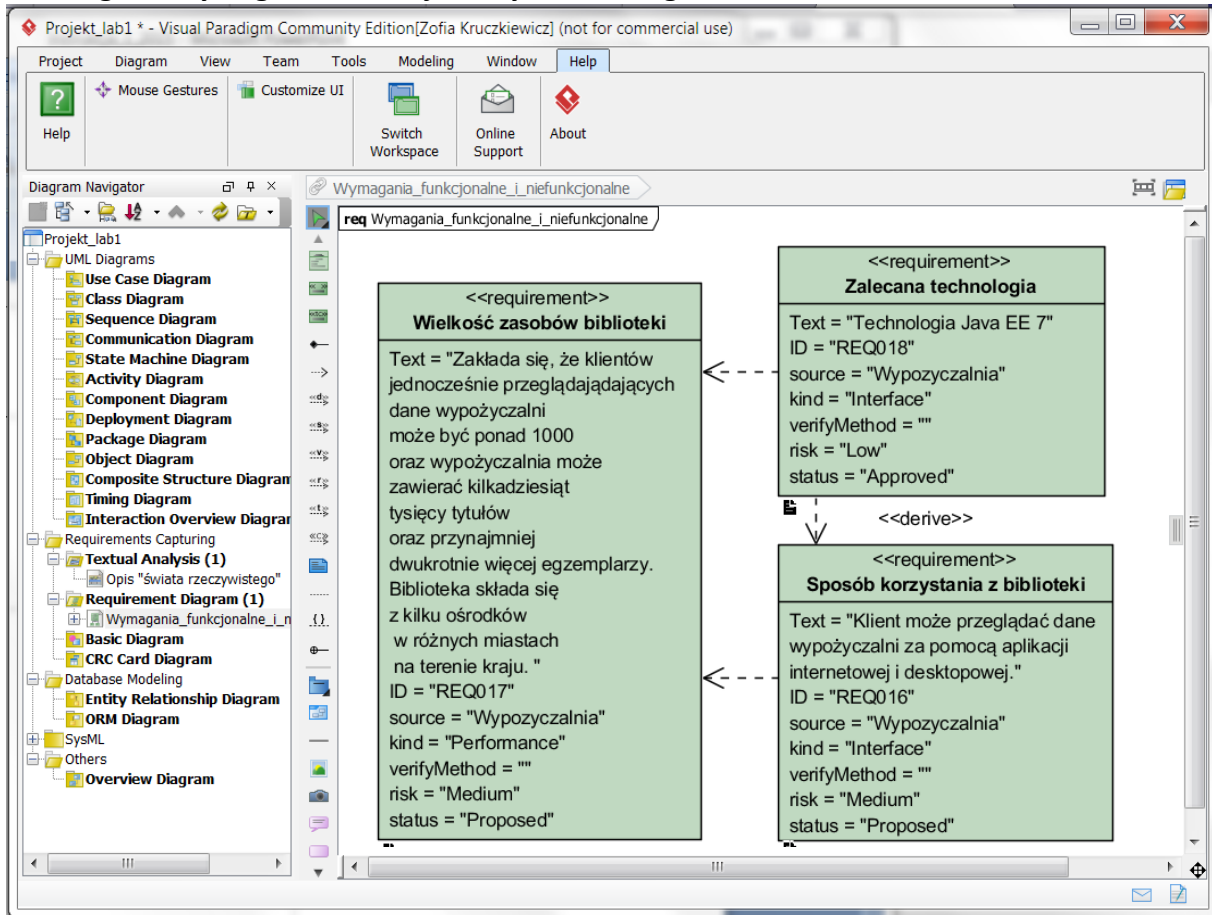 Projekt_lab1 * - Visual Paradigm Community Edition[Zofia Kruczkiewicz] (not for commercial use)
Project Diagram View Team Tools Modeling Window Help
Mouse Gestures Customize UI
Help Switch Workspace Online Support About
Diagram Navigator
Wymagania_funkcjonalne_i_niefunkcjonalne
req Wymagania_funkcjonalne_i_niefunkcjonalne
Projekt_lab1
UML Diagrams
Use Case Diagram
Class Diagram
Sequence Diagram
Communication Diagram
State Machine Diagram
Activity Diagram
Component Diagram
Deployment Diagram
Package Diagram
Object Diagram
Composite Structure Diagram
Timing Diagram
Interaction Overview Diagrar
Requirements Capturing
Textual Analysis (1)
Opis "świata rzeczywistego"
Requirement Diagram (1)
Wymagania_funkcjonalne_i_n
Basic Diagram
CRC Card Diagram
Database Modeling
Entity Relationship Diagram
ORM Diagram
SysML
Others
Overview Diagram
<<requirement>>
Wielkość zasobów biblioteki
Text = "Zakłada się, że klientów
jednocześnie przeglądajądających
dane wypożyczalni
może być ponad 1000
oraz wypożyczalnia może
zawierać kilkadziesiąt
tysięcy tytułów
oraz przynajmniej
dwukrotnie więcej egzemplarzy.
Biblioteka składa się
z kilku ośrodków
w różnych miastach
na terenie kraju. "
ID = "REQ017"
source = "Wypozyczalnia"
kind = "Performance"
verifyMethod = ""
risk = "Medium"
status = "Proposed"
<<requirement>>
Zalecana technologia
Text = "Technologia Java EE 7"
ID = "REQ018"
source = "Wypozyczalnia"
kind = "Interface"
verifyMethod = ""
risk = "Low"
status = "Approved"
<<derive>>
<<requirement>>
Sposób korzystania z biblioteki
Text = "Klient może przeglądać dane
wypożyczalni za pomocą aplikacji
internetowej i desktopowej."
ID = "REQ016"
source = "Wypozyczalnia"
kind = "Interface"
verifyMethod = ""
risk = "Medium"
status = "Proposed"